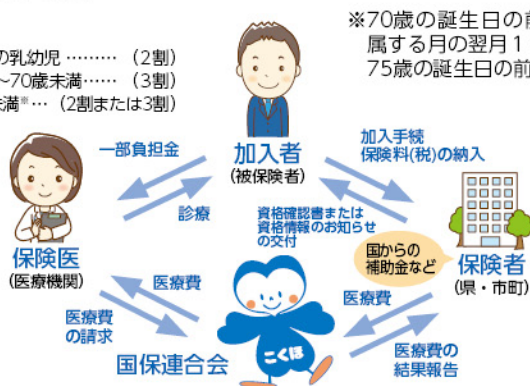 ※70歳の誕生日の前
属する月の翌月1
75歳の誕生日の前
の乳幼児 ……… (2割)
~70歳未満…… (3割)
満※… (2割または3割)
一部負担金
加入者
(被保険者)
加入手続
保険料(税)の納入
診療
資格確認書または
資格情報のお知らせ
の交付
保険医
(医療機関)
国からの
補助金など
保険者
(県・市町)
医療費
医療費
医療費
の請求
こくほ
国保連合会
医療費の
結果報告